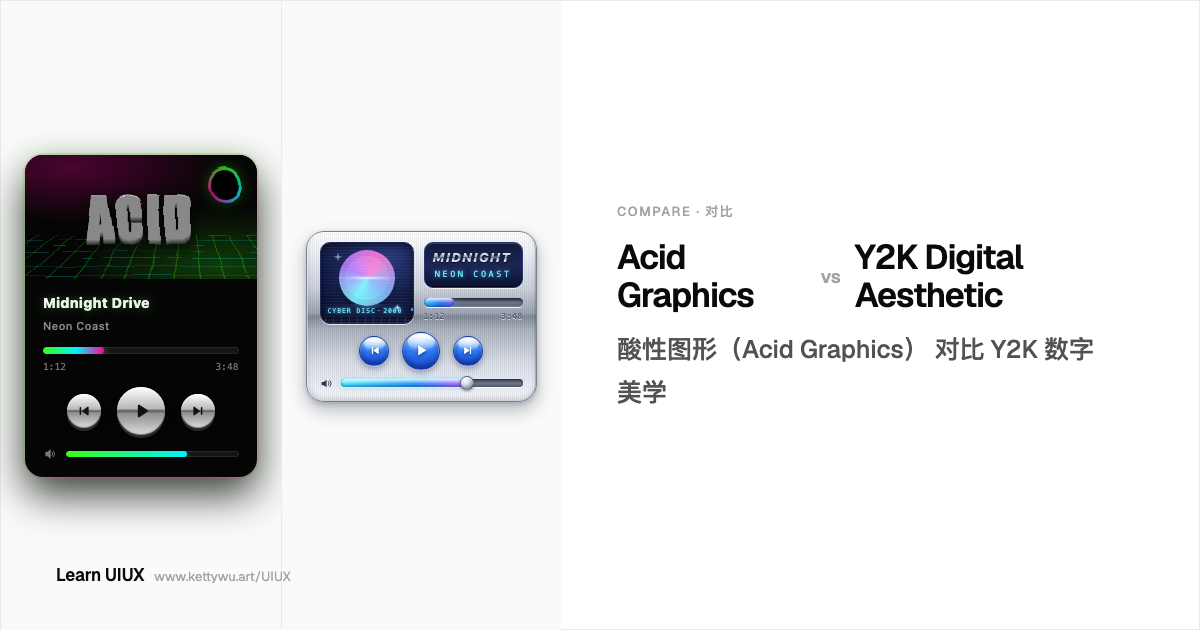 ACID
Midnight Drive
Neon Coast
1:12 3:48
MIDNIGHT
NEON COAST
CYBER DISC 2000
1:12 3:48
COMPARE · 对比
Acid
Graphics
vs
Y2K Digital
Aesthetic
酸性图形（Acid Graphics） 对比 Y2K 数字
美学
Learn UIUX www.kettywu.art/UIUX